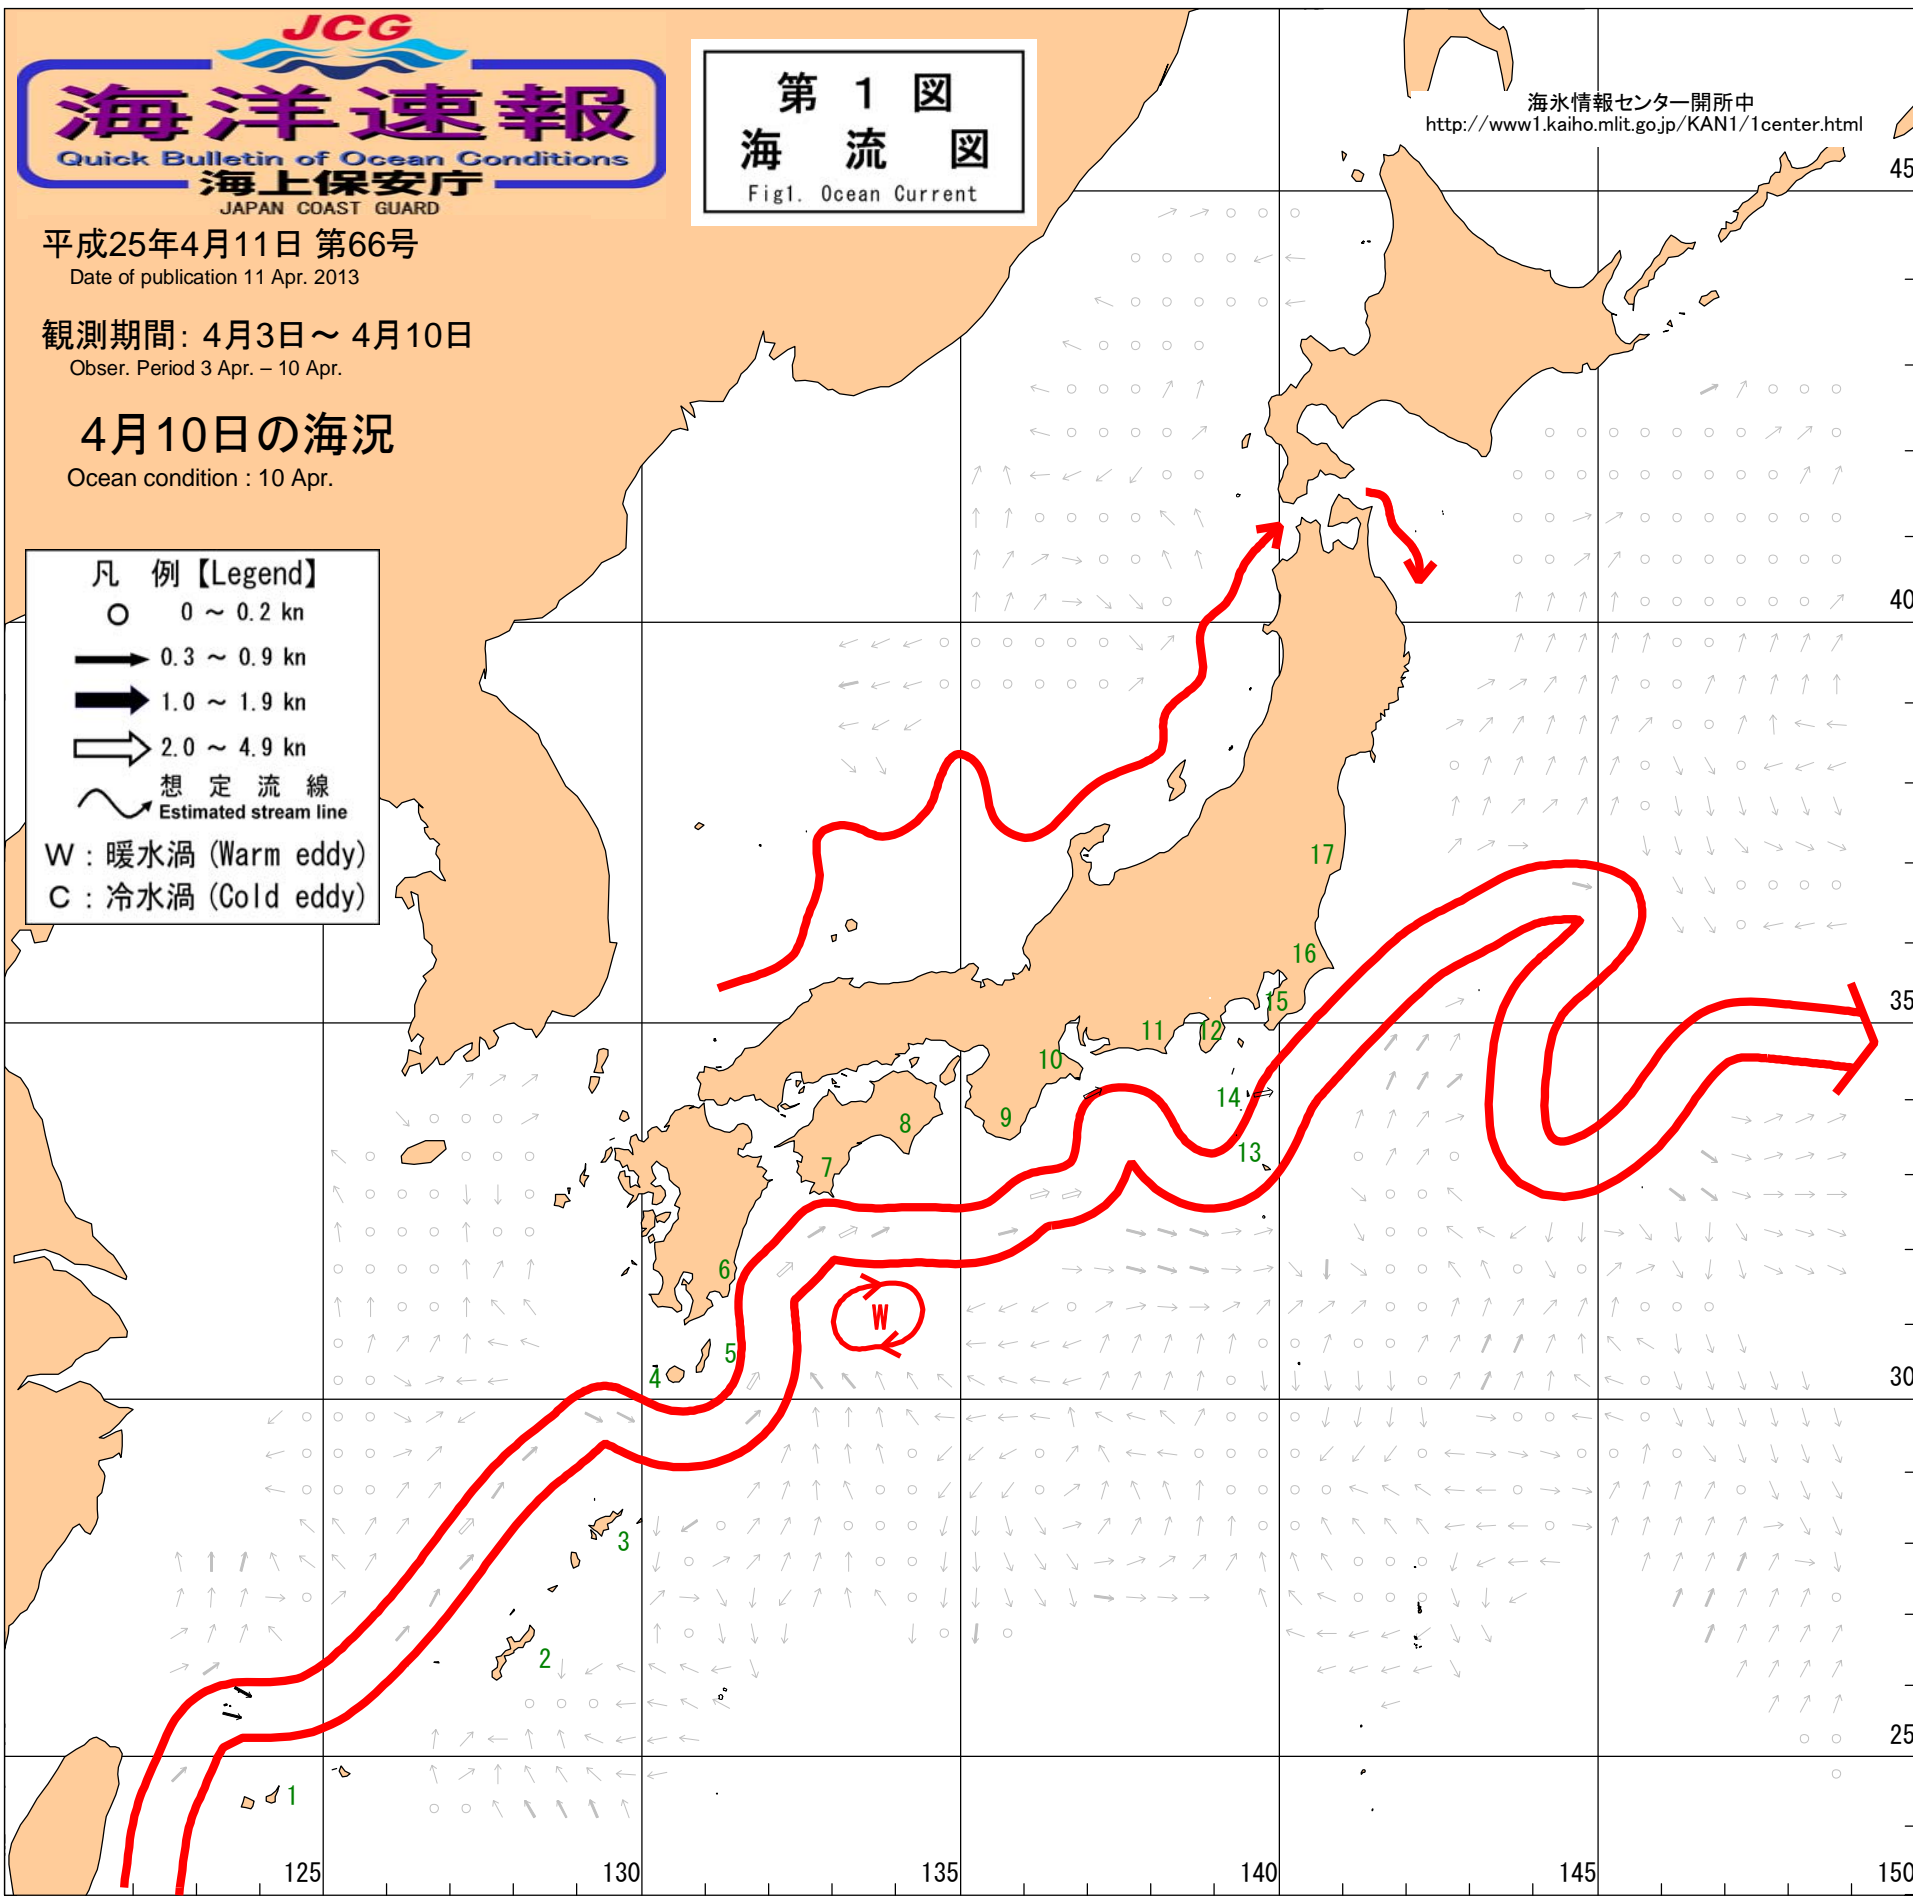 JCG
海洋速報
Quick Bulletin of Ocean Conditions
海上保安庁
JAPAN COAST GUARD
第 1 図
海 流 図
Fig1. Ocean Current
海氷情報センター開所中
http://www1.kaiho.mlit.go.jp/KAN1/1center.html
平成25年4月11日 第66号
Date of publication 11 Apr. 2013
観測期間: 4月3日～ 4月10日
Obser. Period 3 Apr. – 10 Apr.
4月10日の海況
Ocean condition : 10 Apr.
凡 例【Legend】
0 ～ 0.2 kn
0.3 ～ 0.9 kn
1.0 ～ 1.9 kn
2.0 ～ 4.9 kn
想 定 流 線
Estimated stream line
W : 暖水渦 (Warm eddy)
C : 冷水渦 (Cold eddy)
45
40
17
16
35
15
12
11
10
14
9
8
13
7
6
W
5
4
30
3
2
25
1
125
130
135
140
145
150